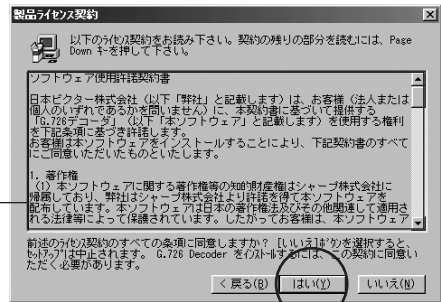 製品ライセンス契約
以下のライセンス契約をお読み下さい。契約の残りの部分を読むには、Page
Down キーを押して下さい。
ソフトウェア使用許諾契約書
日本ビクター株式会社(以下「弊社」と記載します)は、お客様(法人または
個人のいずれであるかを問いません)に、本契約書に基づいて提供する
「G.726デコーダ」(以下「本ソフトウェア」と記載します)を使用する権利
を下記条項に基づき許諾します。
お客様は本ソフトウェアをインストールすることにより、下記契約書のすべて
にご同意いただいたものといたします。
1. 著作権
(1) 本ソフトウェアに関する著作権等の知的財産権はシャープ株式会社に
帰属しており、弊社はシャープ株式会社より許諾を得て本ソフトウェアを
配布しています。本ソフトウェアは日本の著作権法及びその他関連して適用さ
れる法律等によって保護されています。したがってお客様は、本ソフトウェア
前述のライセンス契約のすべての条項に同意しますか? [いいえ]ボタンを選択すると、
セットアップは中止されます。 G.726 Decoder をインストールするには、この契約に同意い
ただく必要があります。
< 戻る(B) はい(Y) いいえ(N)